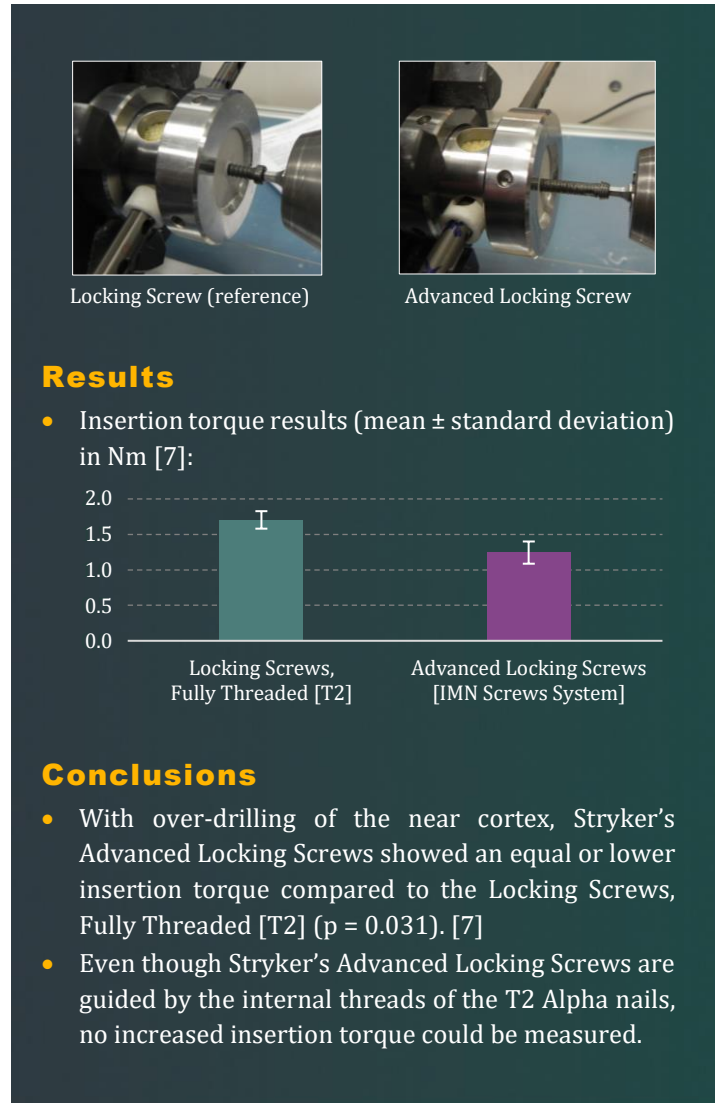 Locking Screw (reference)
Advanced Locking Screw
Results
• Insertion torque results (mean ± standard deviation)
in Nm [7]:
2.0
1.5
1.0
0.5
0.0
Locking Screws,
Fully Threaded [T2]
Advanced Locking Screws
[IMN Screws System]
Conclusions
• With over-drilling of the near cortex, Stryker’s
Advanced Locking Screws showed an equal or lower
insertion torque compared to the Locking Screws,
Fully Threaded [T2] (p = 0.031). [7]
• Even though Stryker’s Advanced Locking Screws are
guided by the internal threads of the T2 Alpha nails,
no increased insertion torque could be measured.